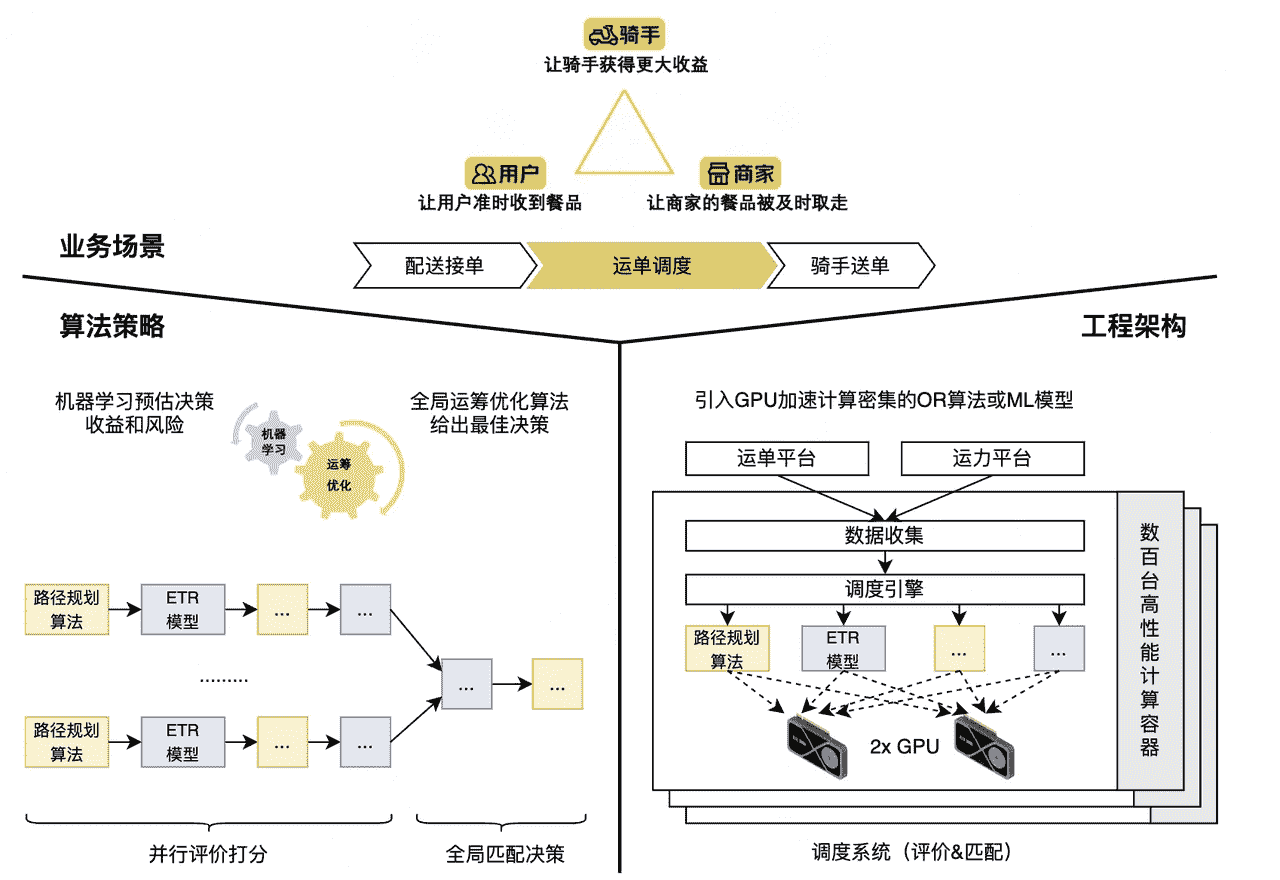 骑手
让骑手获得更大收益
用户
商家
让用户准时收到餐品
让商家的餐品被及时取走
业务场景
配送接单
运单调度
骑手送单
算法策略
机器学习预估决策
收益和风险
机器
学习
运筹
优化
全局运筹优化算法
给出最佳决策
路径规划
算法
ETR
模型
...
...
.........
路径规划
算法
ETR
模型
...
...
...
...
并行评价打分
全局匹配决策
工程架构
引入GPU加速计算密集的OR算法或ML模型
运单平台
运力平台
数据收集
调度引擎
路径规划
算法
ETR
模型
...
...
2x GPU
数
百
台
高
性
能
计
算
容
器
调度系统（评价&匹配）